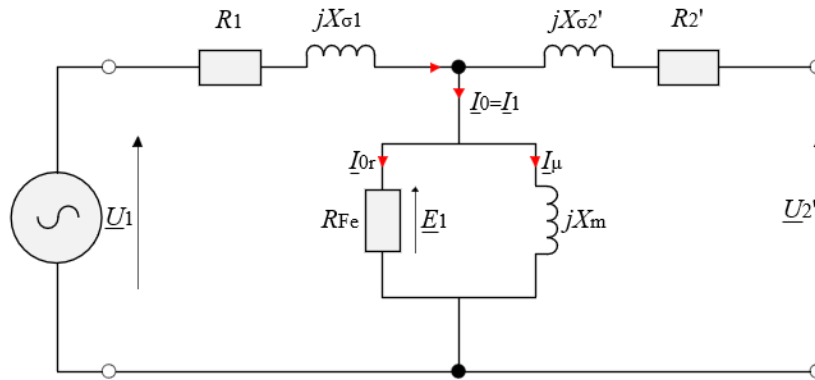 R1
jXσ1
jXσ2'
R2'
I0=I1
I0r
Iμ
U1
RFe
E1
jXm
U2'